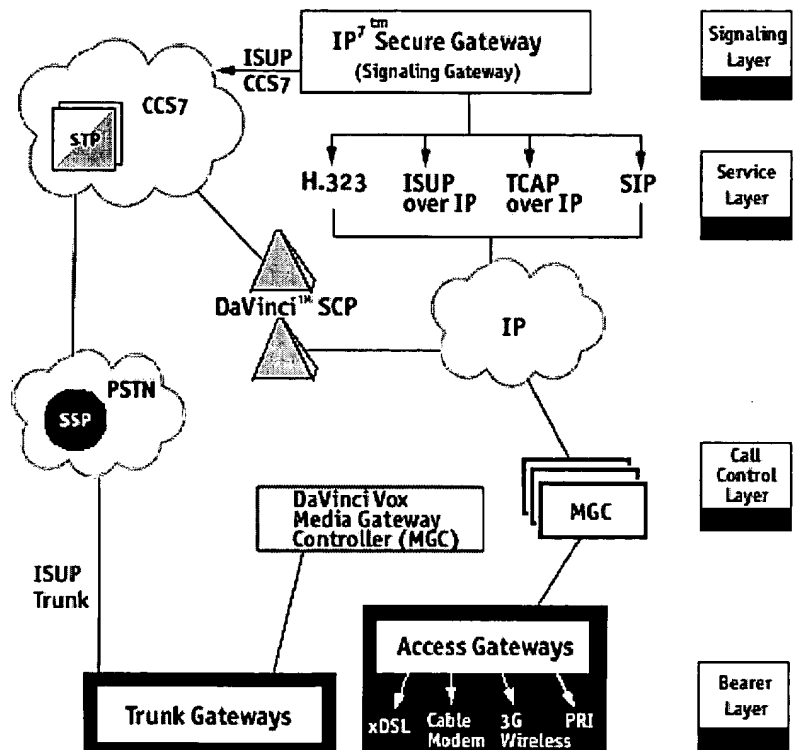 IP7 tm Secure Gateway
(Signaling Gateway)
Signaling
Layer
ISUP
CCS7
CCS7
STP
H.323
ISUP
over IP
TCAP
over IP
SIP
Service
Layer
DaVinci™ SCP
IP
PSTN
SSP
Call
Control
Layer
DaVinci Vox
Media Gateway
Controller (MGC)
MGC
ISUP
Trunk
Access Gateways
xDSL
Cable
Modem
3G
Wireless
PRI
Trunk Gateways
Bearer
Layer